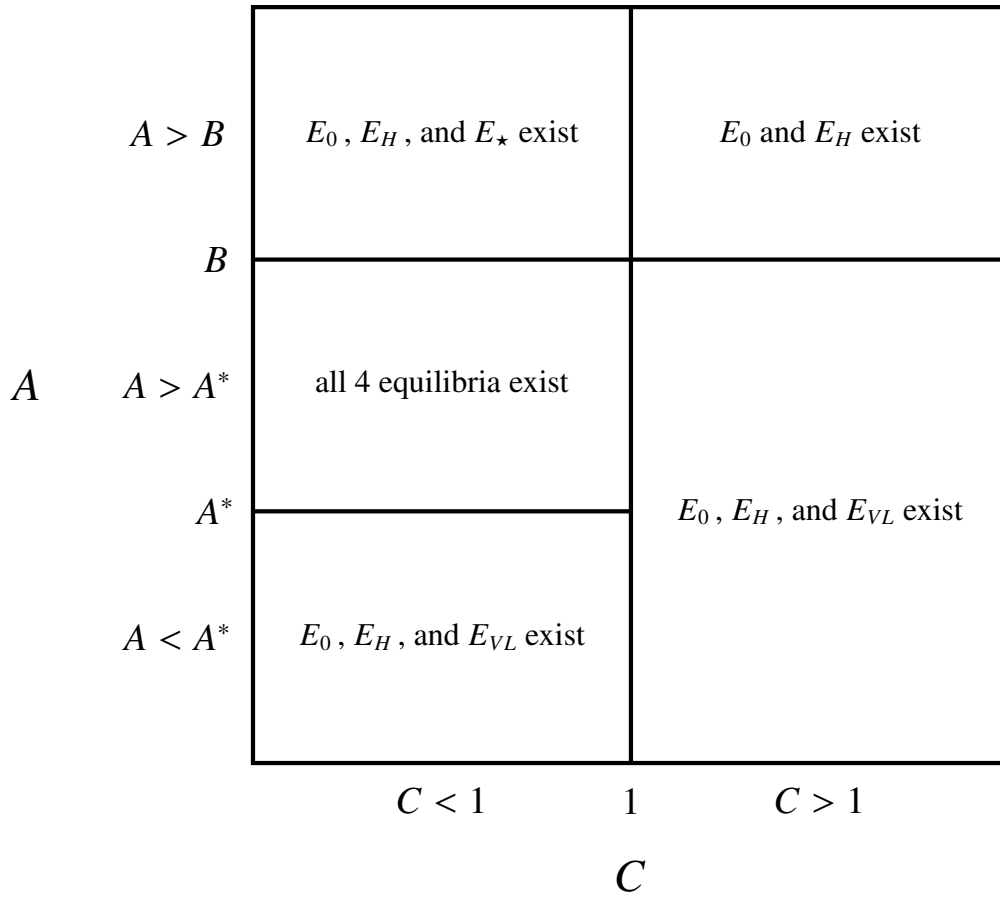 A > B
E₀ , E_H , and E⋆ exist
E₀ and E_H exist
B
A
A > A*
all 4 equilibria exist
A*
E₀ , E_H , and E_VL exist
A < A*
E₀ , E_H , and E_VL exist
C < 1
1
C > 1
C